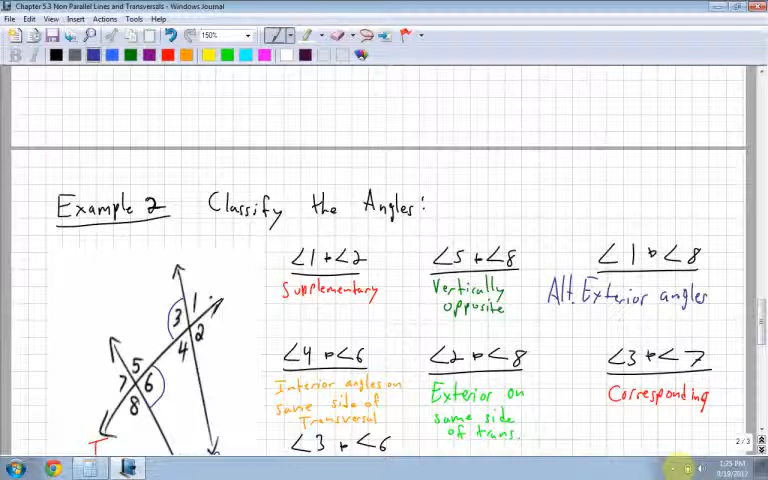 Chapter 5.3 Non Parallel Lines and Transversals - Windows Journal
File Edit View Insert Actions Tools Help
150%
B I
Example 2 Classify the Angles:
∠1 + ∠2
Supplementary
∠5 + ∠8
Vertically
opposite
∠1 + ∠8
Alt. Exterior angles
∠4 + ∠6
Interior angles on
same side of
Transversal
∠2 + ∠8
Exterior on
same side
of trans.
∠3 + ∠7
Corresponding
∠3 + ∠6
1
3
2
4
5
7
6
8
T
2 / 3
1:25 PM
9/19/2012